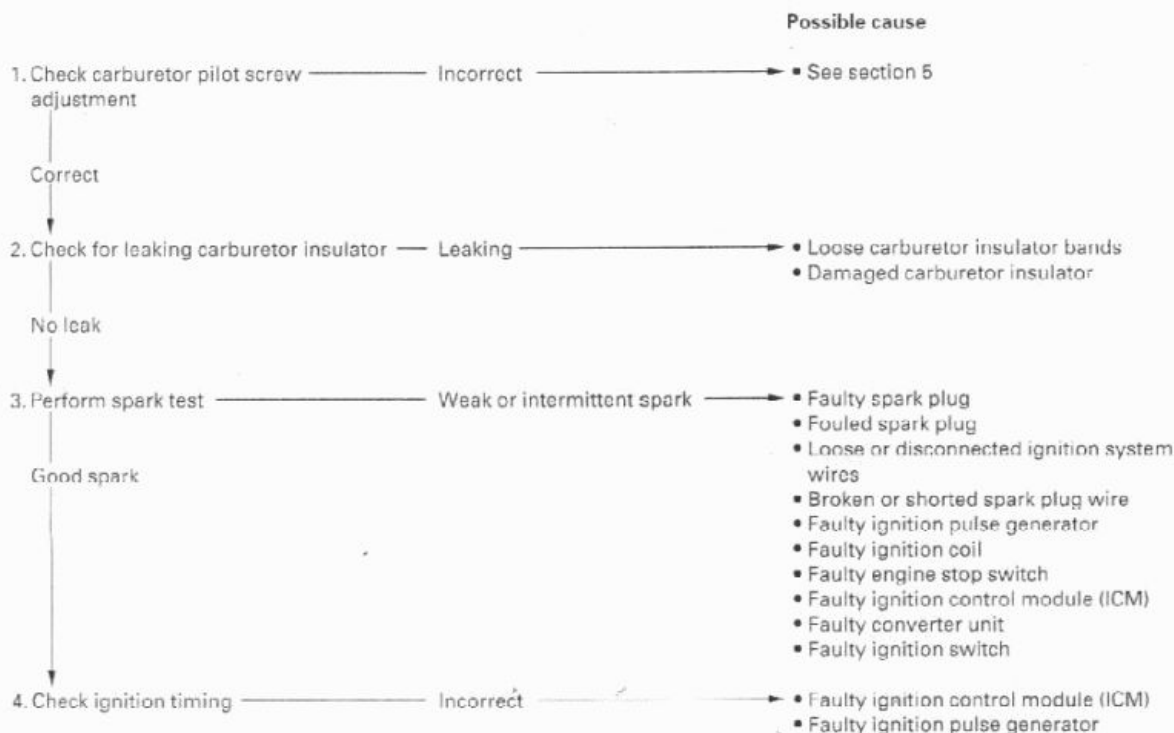 Possible cause
1. Check carburetor pilot screw Incorrect • See section 5
adjustment
Correct
2. Check for leaking carburetor insulator Leaking • Loose carburetor insulator bands
• Damaged carburetor insulator
No leak
3. Perform spark test Weak or intermittent spark • Faulty spark plug
• Fouled spark plug
• Loose or disconnected ignition system
Good spark wires
• Broken or shorted spark plug wire
• Faulty ignition pulse generator
• Faulty ignition coil
• Faulty engine stop switch
• Faulty ignition control module (ICM)
• Faulty converter unit
• Faulty ignition switch
4. Check ignition timing Incorrect • Faulty ignition control module (ICM)
• Faulty ignition pulse generator